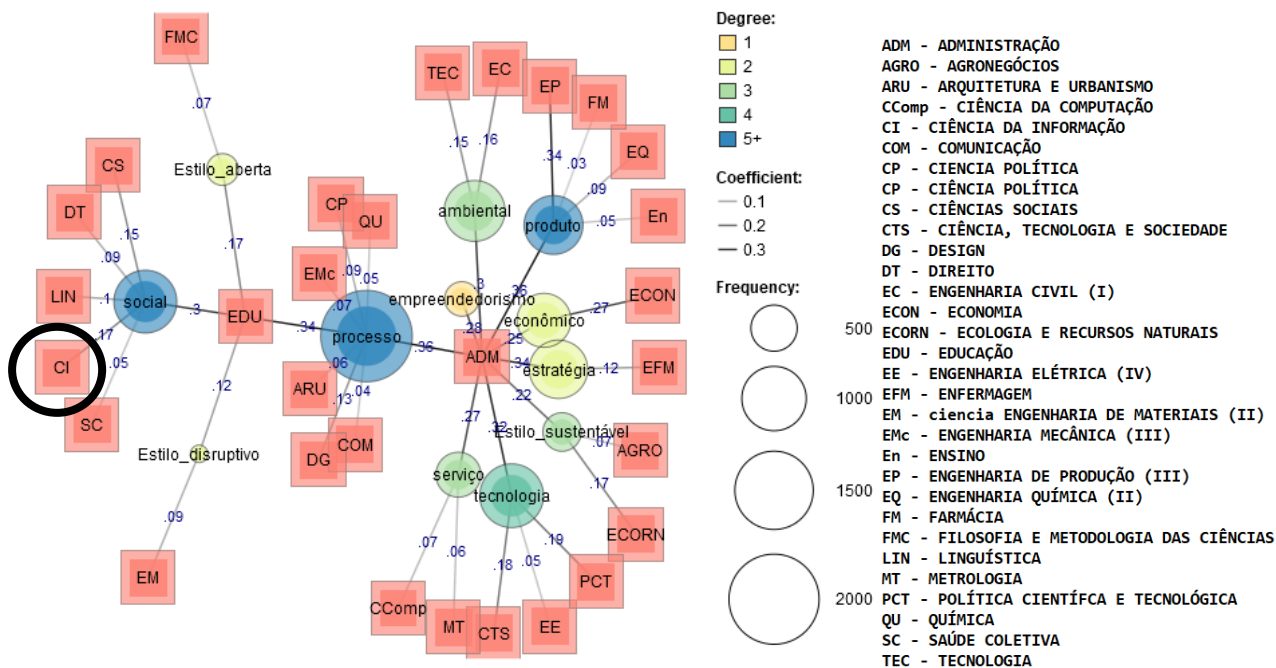 FMC
.07
Estilo_aberta
.17
CS
DT
.15
.09
LIN
.1
social
.3
EDU
CI
.17
.05
SC
.12
Estilo_disruptivo
.09
EM
CP
QU
EMc
.09
.05
.07
.34
processo
.36
ARU
.06
.13
.04
DG
COM
TEC
EC
EP
FM
EQ
.15
.16
.34
.03
.09
ambiental
produto
.05
En
.3
.36
empreendedorismo
.28
econômico
.27
ECON
.25
ADM
.34
estratégia
.12
EFM
.22
Estilo_sustentável
.07
AGRO
.17
ECORN
.27
.32
serviço
tecnologia
.07
.06
.18
.05
.19
CComp
MT
CTS
EE
PCT
Degree:
1
2
3
4
5+
Coefficient:
0.1
0.2
0.3
Frequency:
500
1000
1500
2000
ADM - ADMINISTRAÇÃO
AGRO - AGRONEGÓCIOS
ARU - ARQUITETURA E URBANISMO
CComp - CIÊNCIA DA COMPUTAÇÃO
CI - CIÊNCIA DA INFORMAÇÃO
COM - COMUNICAÇÃO
CP - CIENCIA POLÍTICA
CP - CIÊNCIA POLÍTICA
CS - CIÊNCIAS SOCIAIS
CTS - CIÊNCIA, TECNOLOGIA E SOCIEDADE
DG - DESIGN
DT - DIREITO
EC - ENGENHARIA CIVIL (I)
ECON - ECONOMIA
ECORN - ECOLOGIA E RECURSOS NATURAIS
EDU - EDUCAÇÃO
EE - ENGENHARIA ELÉTRICA (IV)
EFM - ENFERMAGEM
EM - ciencia ENGENHARIA DE MATERIAIS (II)
EMc - ENGENHARIA MECÂNICA (III)
En - ENSINO
EP - ENGENHARIA DE PRODUÇÃO (III)
EQ - ENGENHARIA QUÍMICA (II)
FM - FARMÁCIA
FMC - FILOSOFIA E METODOLOGIA DAS CIÊNCIAS
LIN - LINGUÍSTICA
MT - METROLOGIA
PCT - POLÍTICA CIENTÍFCA E TECNOLÓGICA
QU - QUÍMICA
SC - SAÚDE COLETIVA
TEC - TECNOLOGIA